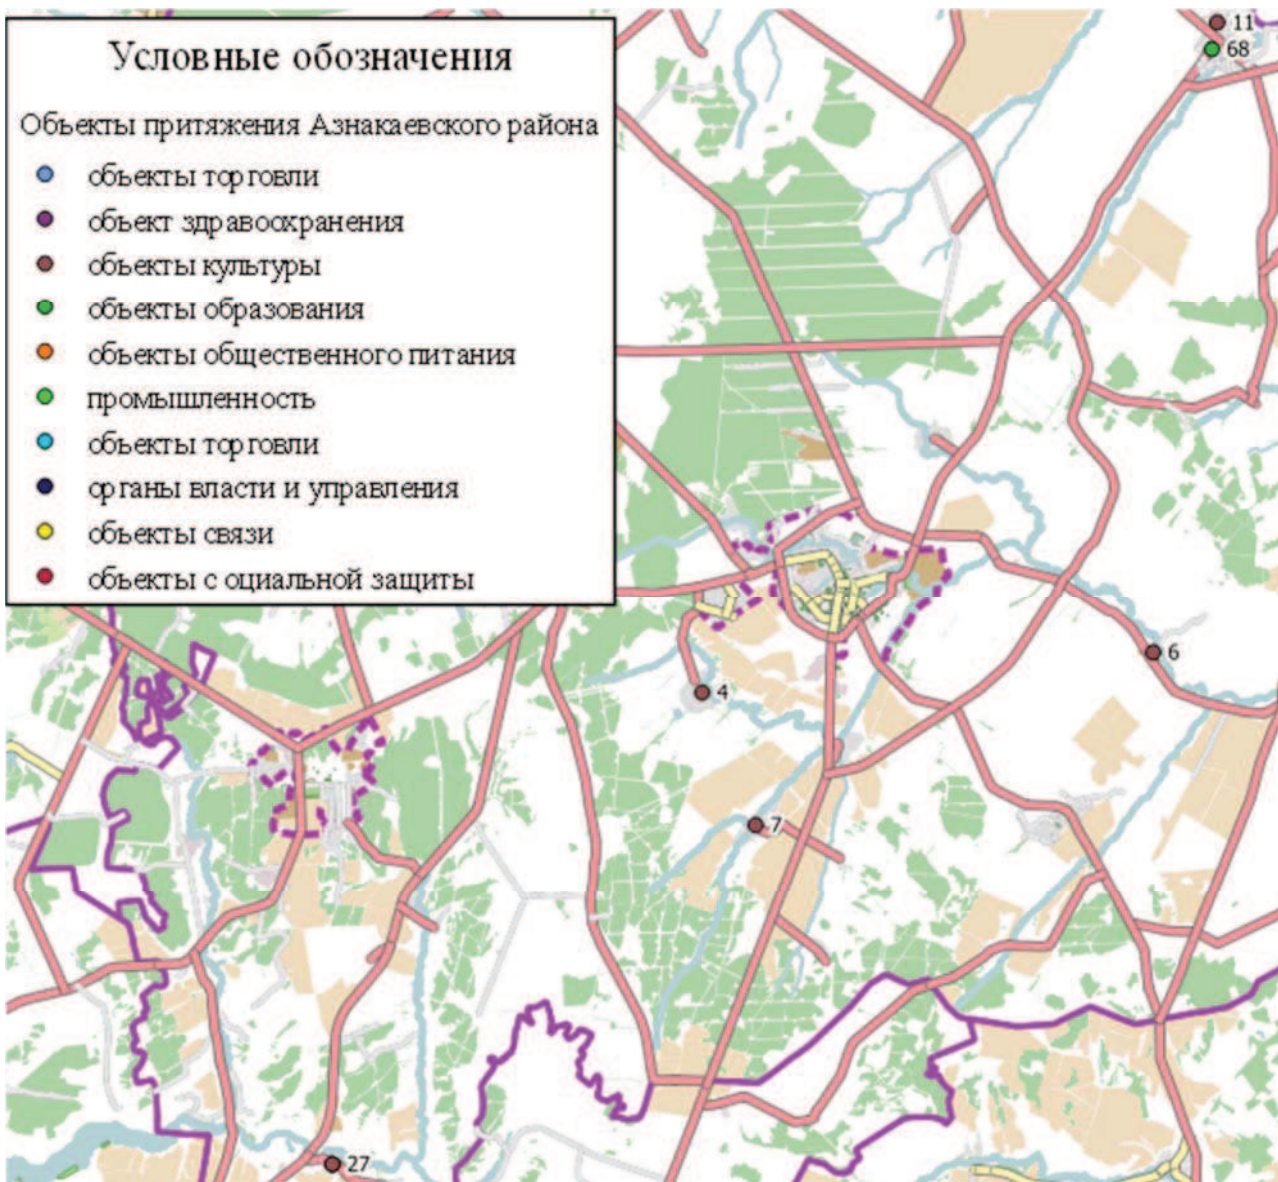 Условные обозначения
Объекты притяжения Азнакаевского района
объекты торговли
объект здравоохранения
объекты культуры
объекты образования
объекты общественного питания
промышленность
объекты торговли
органы власти и управления
объекты связи
объекты социальной защиты
11
68
6
4
7
27